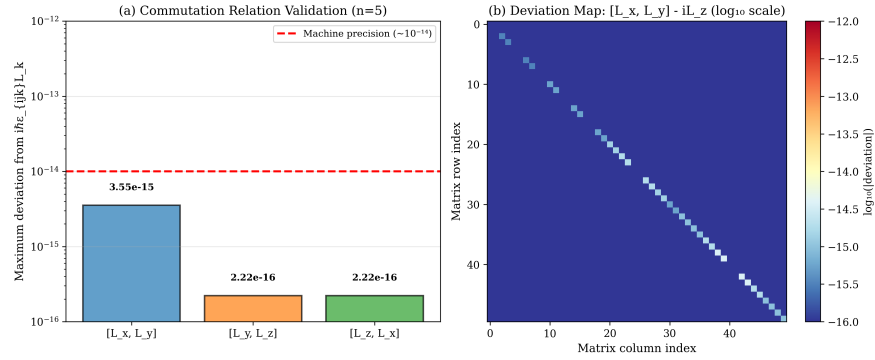 (a) Commutation Relation Validation (n=5)
Maximum deviation from iħε_{ijk}L_k
10⁻¹²
10⁻¹³
10⁻¹⁴
10⁻¹⁵
10⁻¹⁶
Machine precision (~10⁻¹⁴)
3.55e-15
2.22e-16
2.22e-16
[L_x, L_y]
[L_y, L_z]
[L_z, L_x]
(b) Deviation Map: [L_x, L_y] - iL_z (log₁₀ scale)
Matrix row index
0
10
20
30
40
0
20
40
Matrix column index
−12.0
−12.5
−13.0
−13.5
−14.0
−14.5
−15.0
−15.5
−16.0
log₁₀(|deviation|)